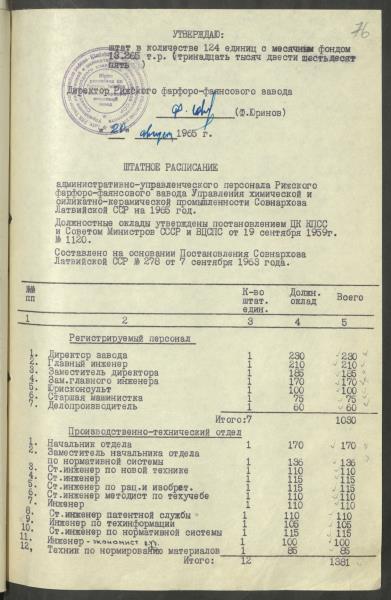 76
УТВЕРЖДАЮ:
штат в количестве 124 единиц с месячным фондом
13.265 т.р. (тринадцать тысяч двести шестьдесят
пять )
Директор Рижского фарфоро-фаянсового завода
(Ф.Юринов)
" 20 " августа 1965 г.
ШТАТНОЕ РАСПИСАНИЕ
административно-управленческого персонала Рижского
фарфоро-фаянсового завода Управления химической и
силикатно-керамической промышленности Совнархоза
Латвийской ССР на 1965 год.
Должностные оклады утверждены постановлением ЦК КПСС
и Советом Министров СССР и ВЦСПС от 19 сентября 1959г.
№ 1120.
Составлено на основании Постановления Совнархоза
Латвийской ССР № 278 от 7 сентября 1963 года.
№№ пп К-во штат. един. Должн. оклад Всего
1 2 3 4 5
Регистрируемый персонал
1. Директор завода 1 230 230
2. Главный инженер 1 210 210
3. Заместитель директора 1 185 185
4. Зам.главного инженера 1 170 170
5. Юрисконсульт 1 100 100
6. Старшая машинистка 1 75 75
7. Делопроизводитель 1 60 60
Итого:7 1030
Производственно-технический отдел
1. Начальник отдела 1 170 170
2. Заместитель начальника отдела
по нормативной системы 1 136 136
3. Ст.инженер по новой технике 1 110 110
4. Ст.инженер 1 115 115
5. Ст.инженер по рац.и изобрет. 1 115 115
6. Ст.инженер методист по техучебе 1 110 110
7. Инженер 1 110 110
8. Ст.инженер патентной службы 1 110 110
9. Инженер по техинформации 1 105 105
10. Ст.инженер по нормативной системы 1 115 115
11. Инженер-экономист 1 100 100
12. Техник по нормированию материалов 1 85 85
Итого: 12 1381